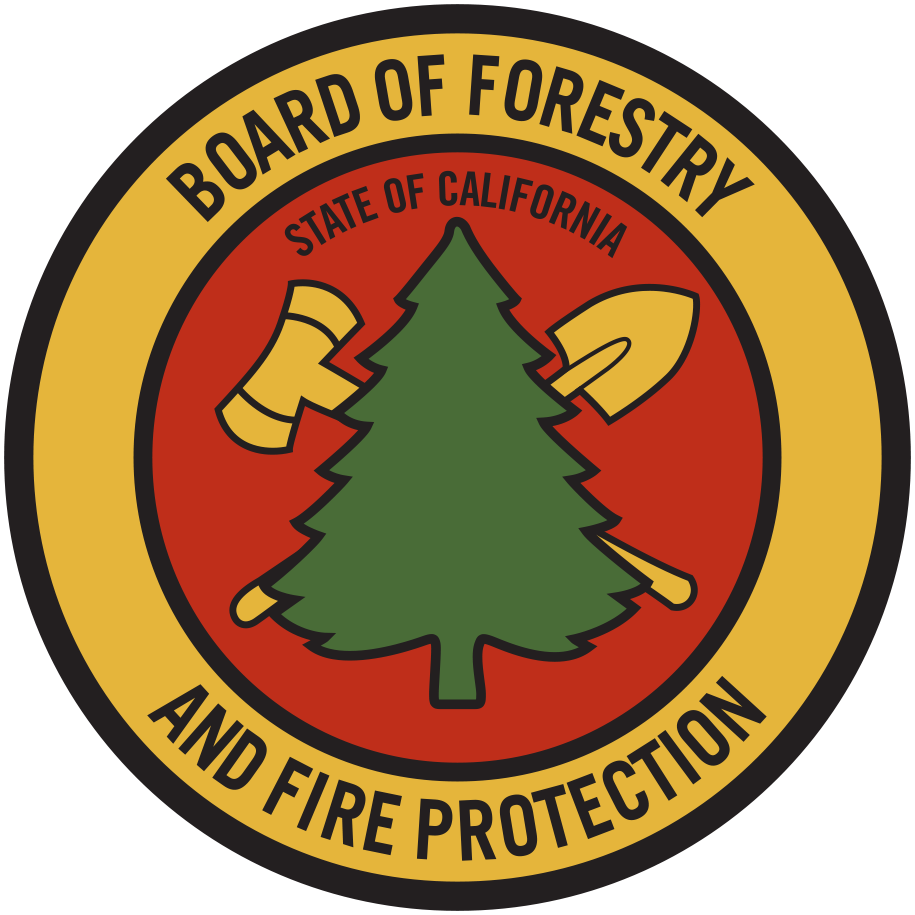 BOARD OF FORESTRY
STATE OF CALIFORNIA
AND FIRE PROTECTION